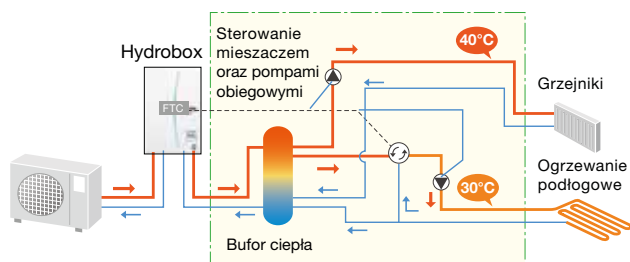 Sterowanie
mieszaczem
oraz pompami
obiegowymi
Hydrobox
FTC
40°C
Grzejniki
Ogrzewanie
podłogowe
30°C
Bufor ciepła